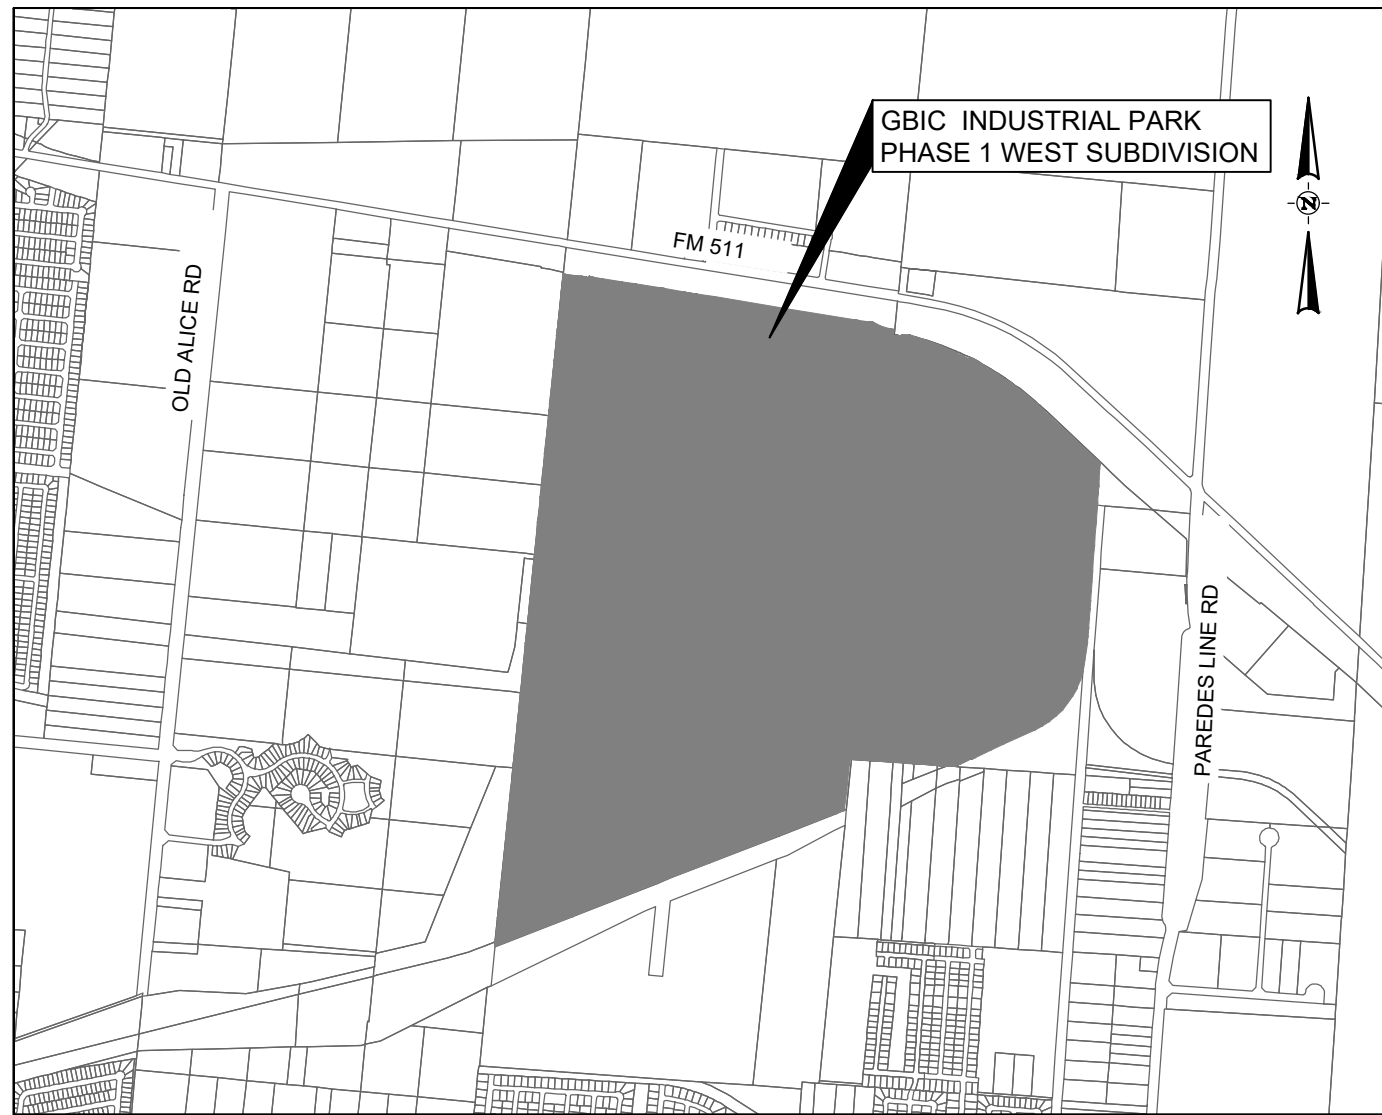 GBIC  INDUSTRIAL PARK
PHASE 1 WEST SUBDIVISION
N
FM 511
OLD ALICE RD
PAREDES LINE RD